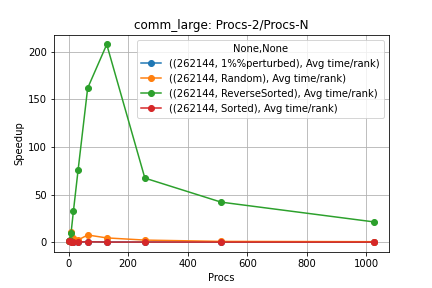 comm_large: Procs-2/Procs-N
None,None
((262144, 1%%perturbed), Avg time/rank)
((262144, Random), Avg time/rank)
((262144, ReverseSorted), Avg time/rank)
((262144, Sorted), Avg time/rank)
Speedup
200
150
100
50
0
0 200 400 600 800 1000
Procs